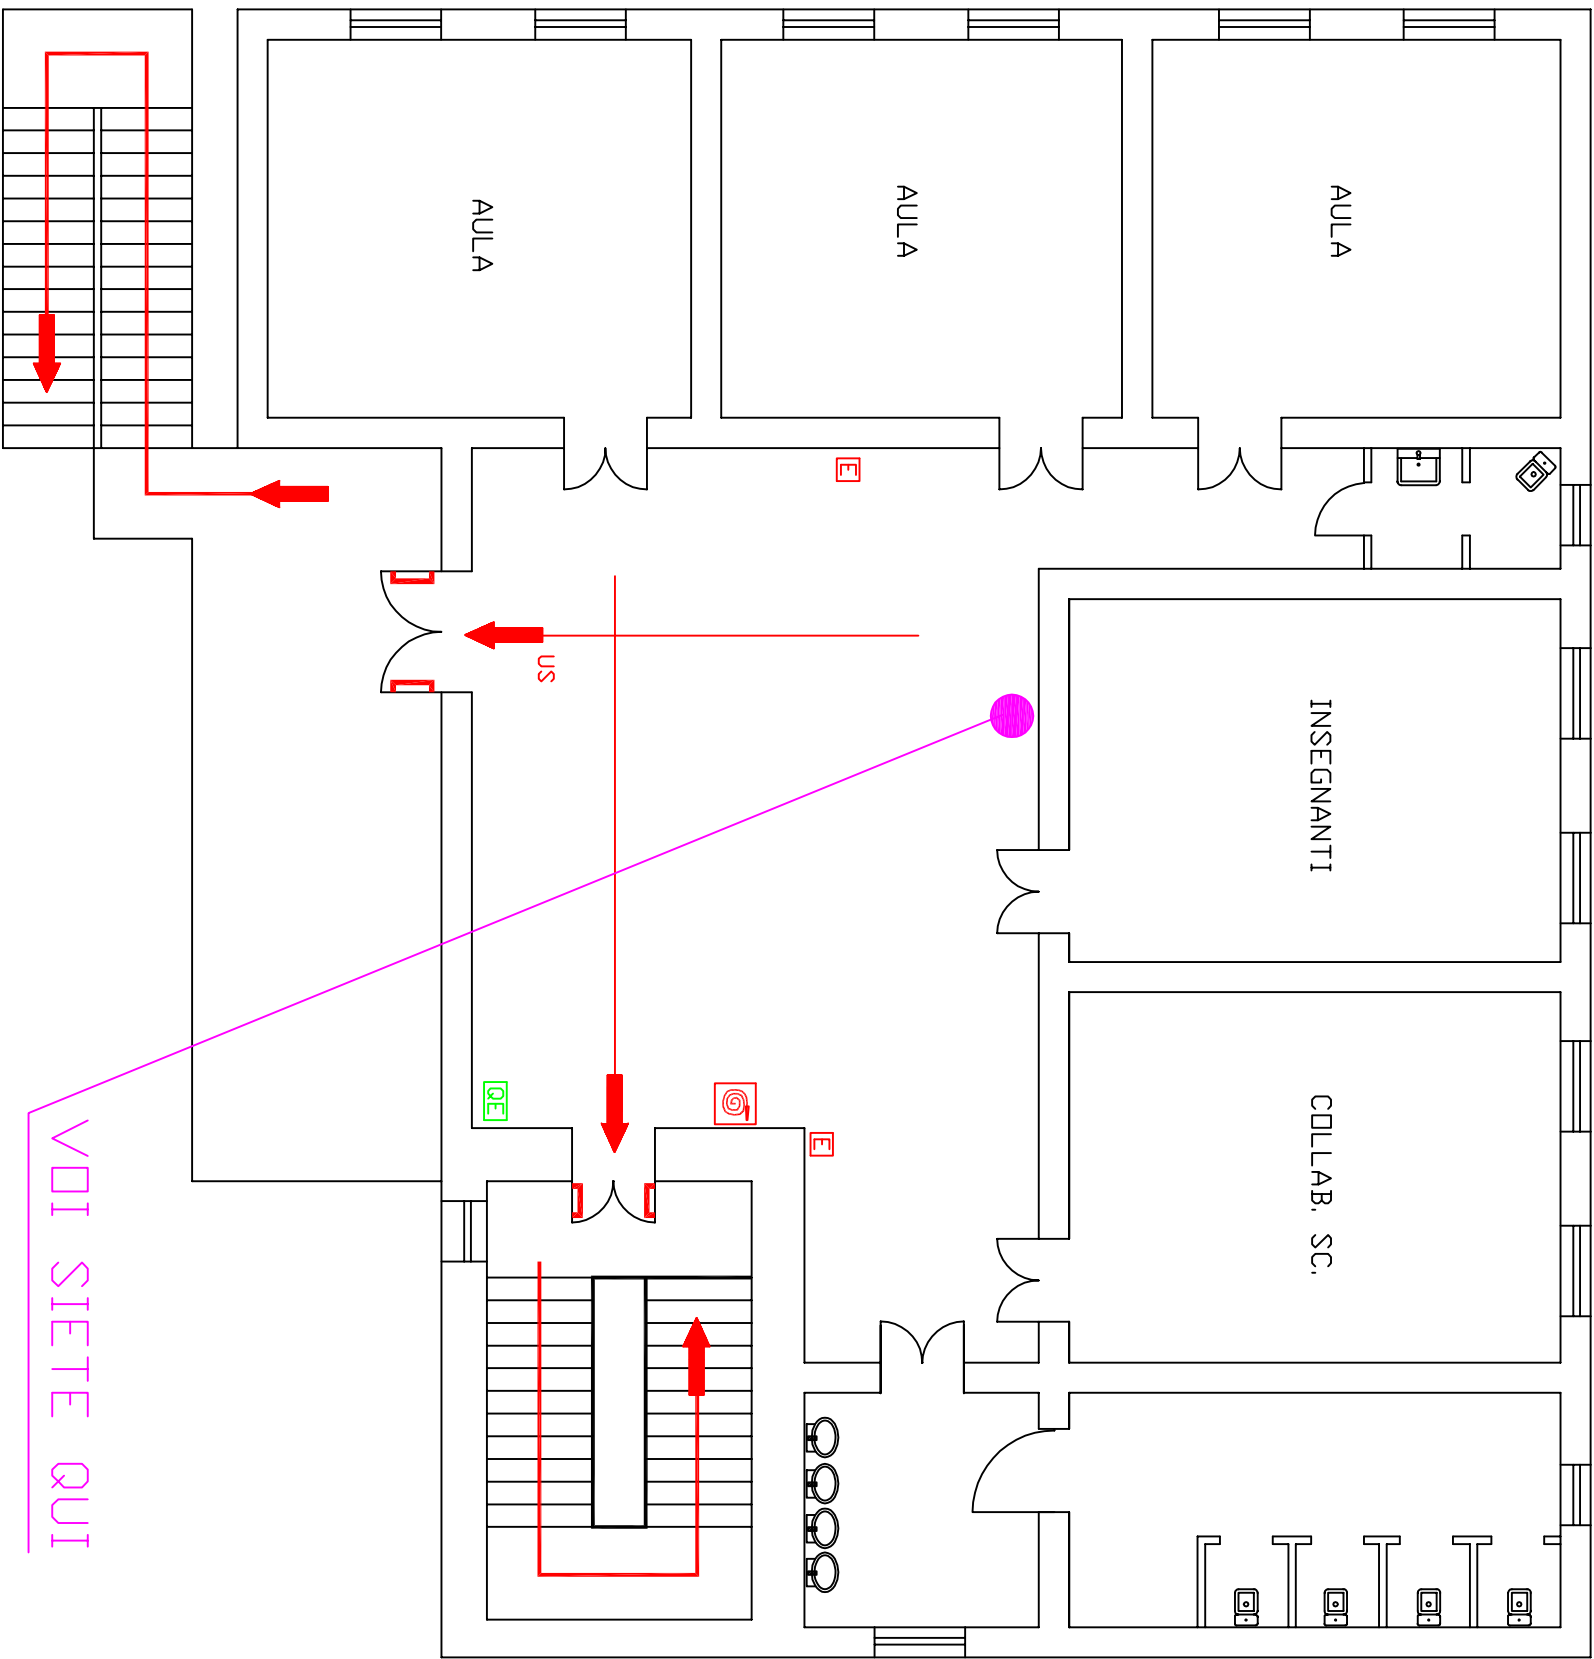 AULA
AULA
AULA
E
US
INSEGNANTI
COLLAB. SC.
QE
E
VOI SIETE QUI